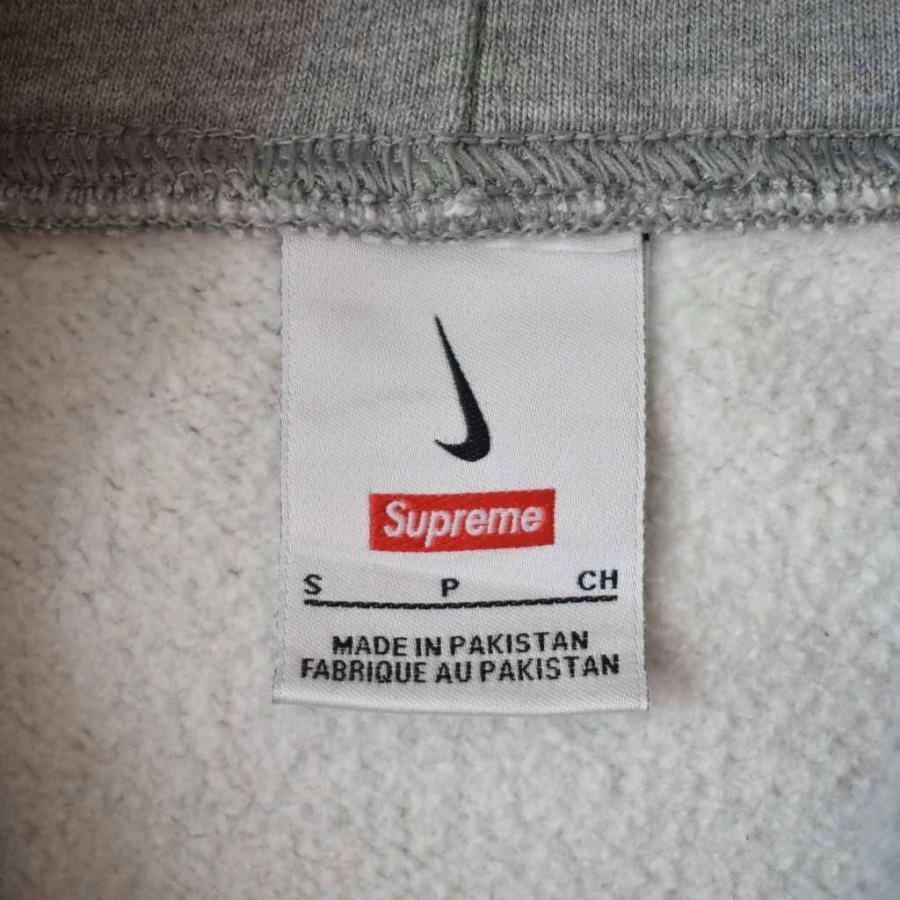 Supreme
S P CH
MADE IN PAKISTAN
FABRIQUE AU PAKISTAN